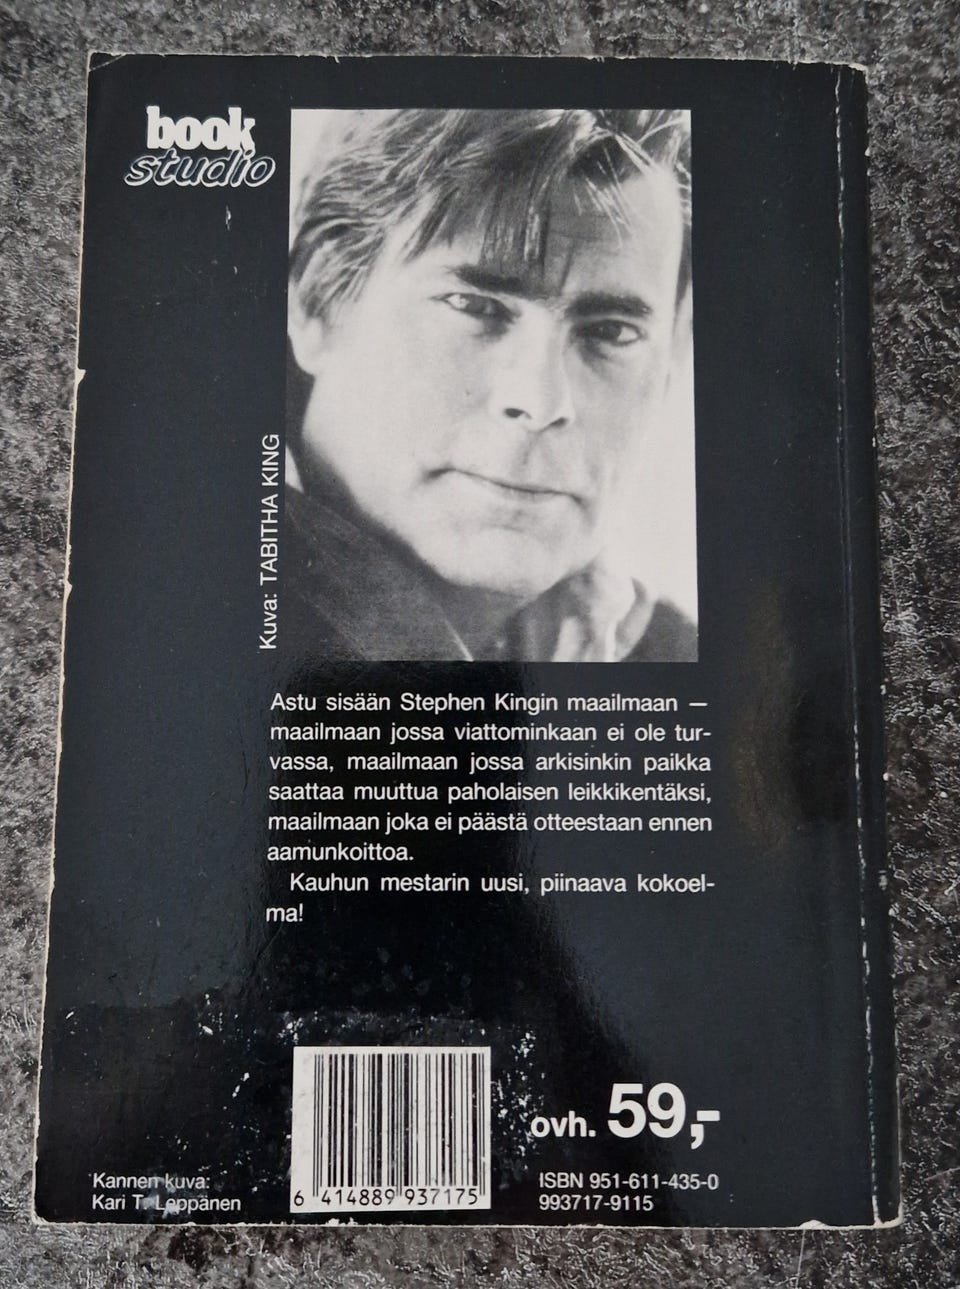 book
studio
Kuva: TABITHA KING
Astu sisään Stephen Kingin maailmaan —
maailmaan jossa viattominkaan ei ole tur-
vassa, maailmaan jossa arkisinkin paikka
saattaa muuttua paholaisen leikkikentäksi,
maailmaan joka ei päästä otteestaan ennen
aamunkoittoa.
Kauhun mestarin uusi, piinaava kokoel-
ma!
ovh. 59,-
Kannen kuva:
Kari T. Leppänen
6 414889 937175
ISBN 951-611-435-0
993717-9115